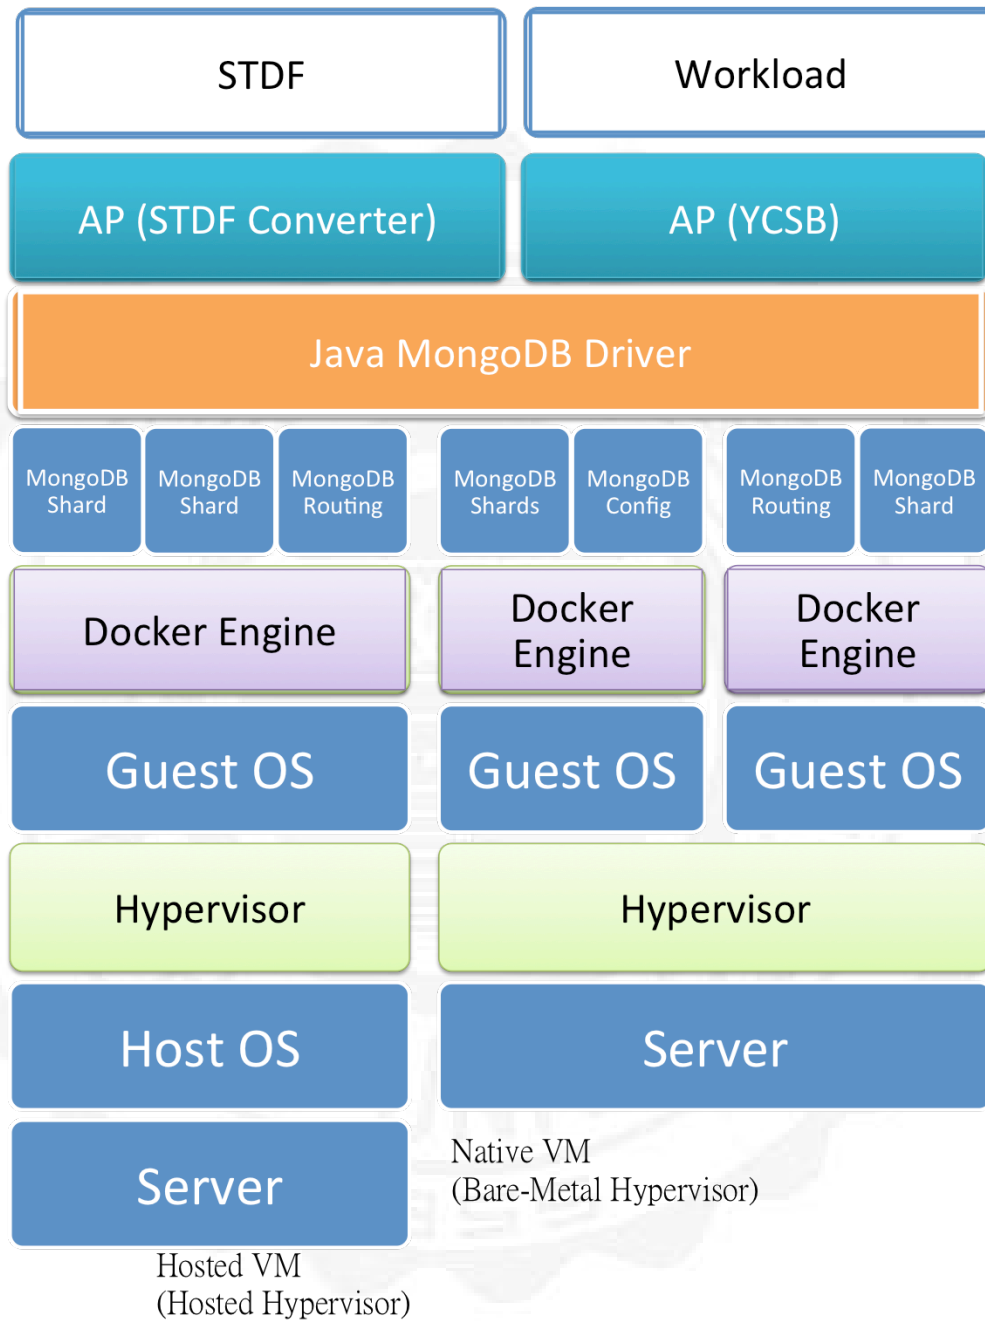 STDF
Workload
AP (STDF Converter)
AP (YCSB)
Java MongoDB Driver
MongoDB
Shard
MongoDB
Shard
MongoDB
Routing
MongoDB
Shards
MongoDB
Config
MongoDB
Routing
MongoDB
Shard
Docker Engine
Docker
Engine
Docker
Engine
Guest OS
Guest OS
Guest OS
Hypervisor
Hypervisor
Host OS
Server
Server
Native VM
(Bare-Metal Hypervisor)
Hosted VM
(Hosted Hypervisor)